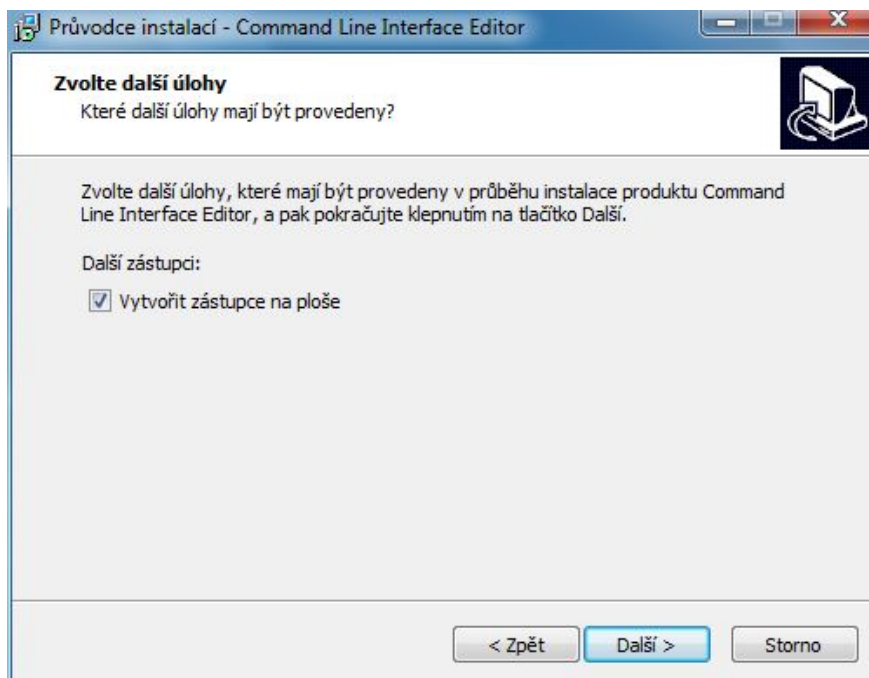 Průvodce instalací - Command Line Interface Editor
Zvolte další úlohy
Které další úlohy mají být provedeny?
Zvolte další úlohy, které mají být provedeny v průběhu instalace produktu Command
Line Interface Editor, a pak pokračujte klepnutím na tlačítko Další.
Další zástupci:
Vytvořit zástupce na ploše
< Zpět
Další >
Storno